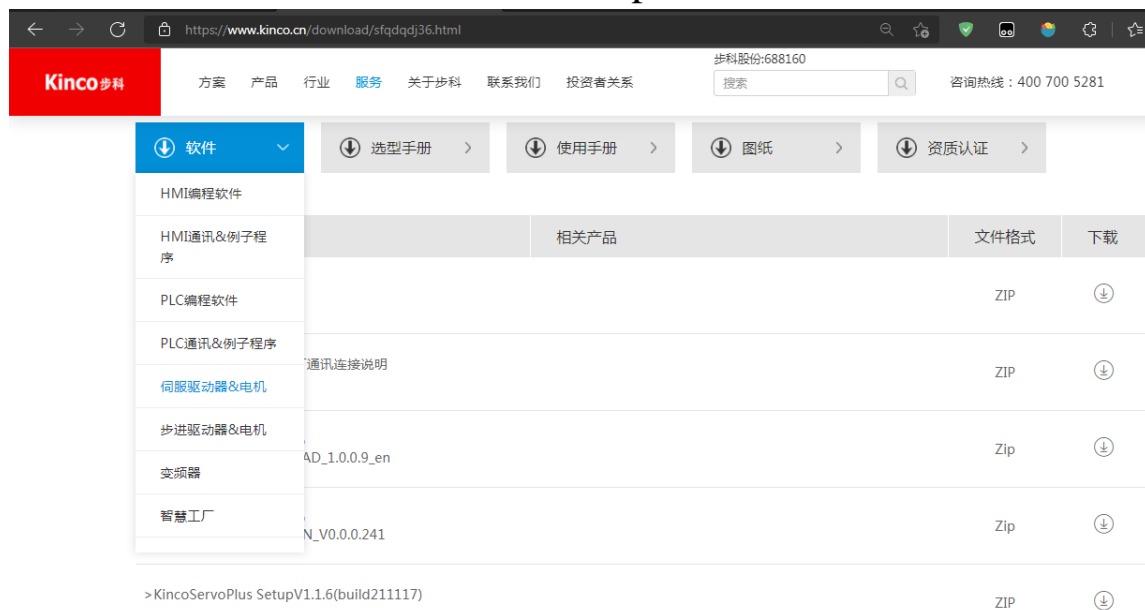 https://www.kinco.cn/download/sfqdqdj36.html
Kinco步科
方案 产品 行业 服务 关于步科 联系我们 投资者关系
步科股份:688160
搜索
咨询热线：400 700 5281
软件 选型手册 使用手册 图纸 资质认证
HMI编程软件
HMI通讯&例子程
序
PLC编程软件
PLC通讯&例子程序
伺服驱动器&电机
步进驱动器&电机
变频器
智慧工厂
相关产品 文件格式 下载
ZIP
通讯连接说明
ZIP
AD_1.0.0.9_en
Zip
N_V0.0.0.241
Zip
>KincoServoPlus SetupV1.1.6(build211117)
ZIP